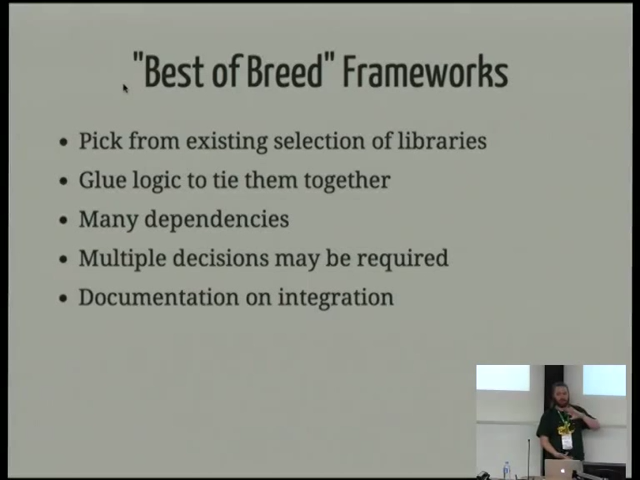 "Best of Breed" Frameworks
• Pick from existing selection of libraries
• Glue logic to tie them together
• Many dependencies
• Multiple decisions may be required
• Documentation on integration